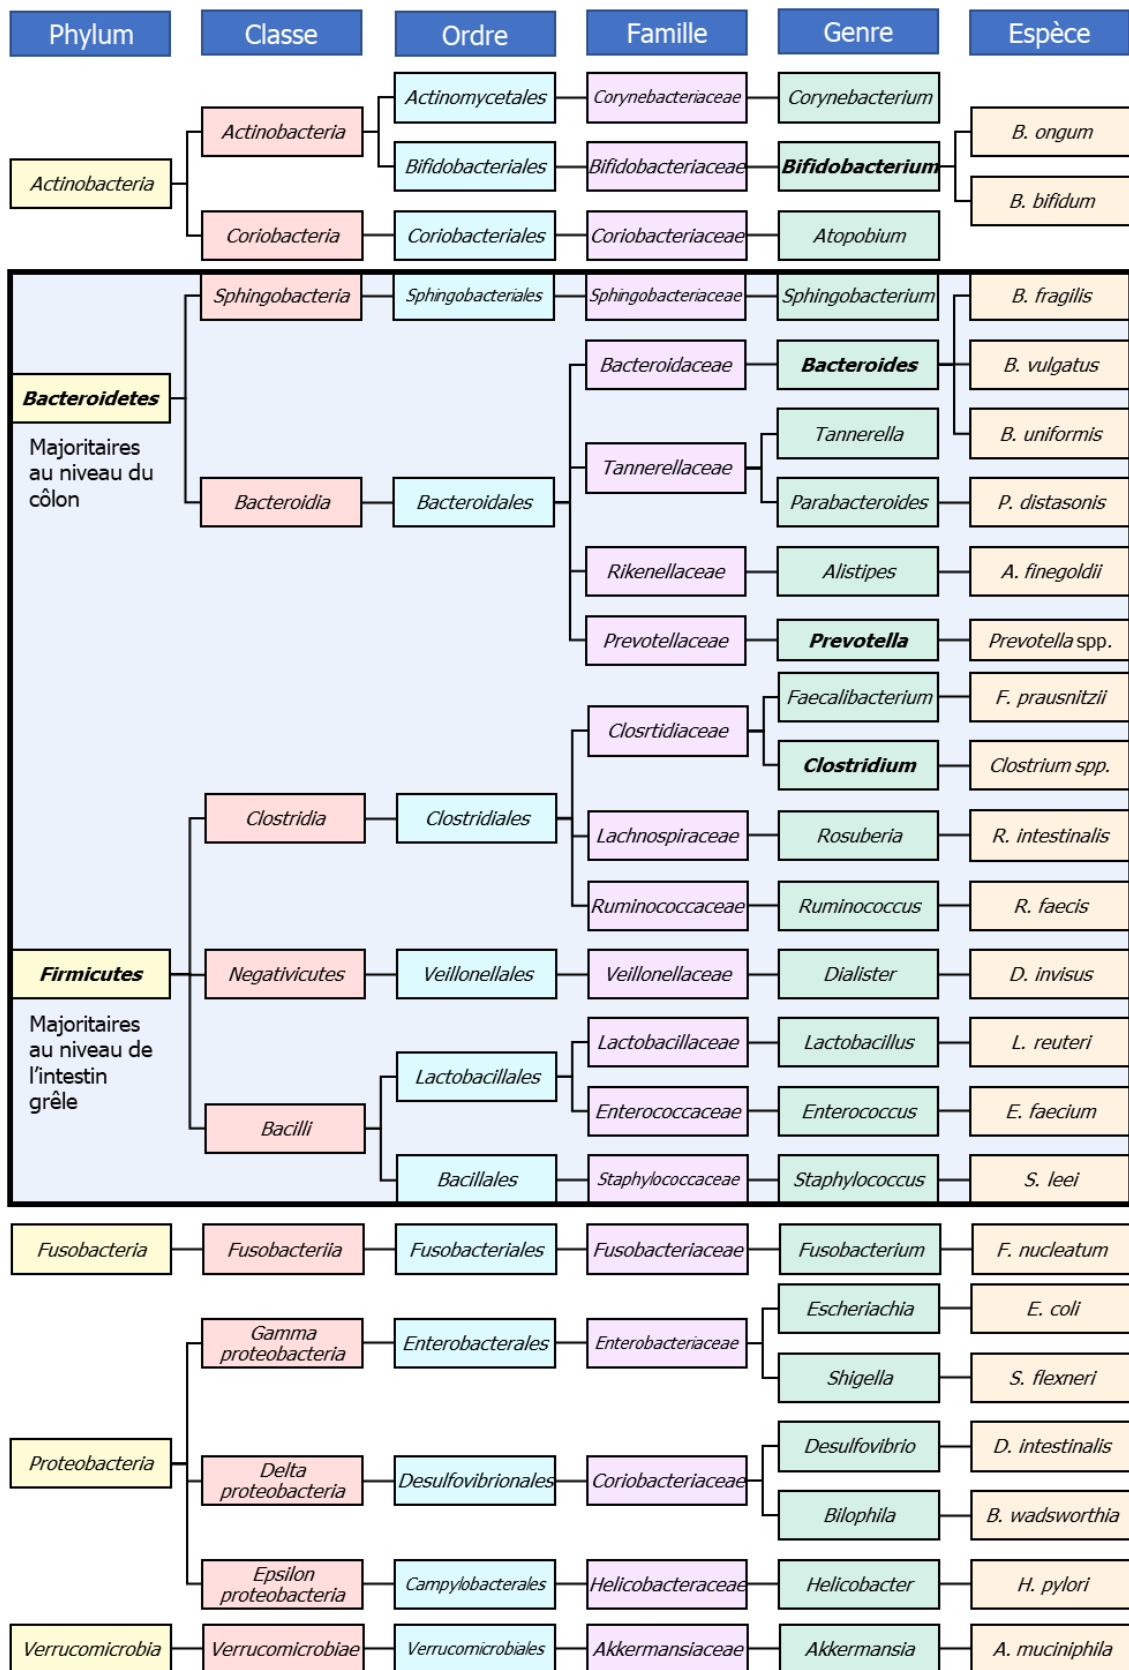 Phylum Classe Ordre Famille Genre Espèce
Actinomycetales Corynebacteriaceae Corynebacterium
Actinobacteria
B. ongum
Bifidobacteriales Bifidobacteriaceae Bifidobacterium
Actinobacteria
B. bifidum
Coriobacteria Coriobacteriales Coriobacteriaceae Atopobium
Sphingobacteria Sphingobacteriales Sphingobacteriaceae Sphingobacterium B. fragilis
Bacteroidaceae Bacteroides B. vulgatus
Bacteroidetes
Majoritaires
au niveau du
côlon
Tannerella B. uniformis
Tannerellaceae
Bacteroidia Bacteroidales Parabacteroides P. distasonis
Rikenellaceae Alistipes A. finegoldii
Prevotellaceae Prevotella Prevotella spp.
Faecalibacterium F. prausnitzii
Closrtidiaceae
Clostridium Clostrium spp.
Clostridia Clostridiales
Lachnospiraceae Rosuberia R. intestinalis
Ruminococcaceae Ruminococcus R. faecis
Firmicutes Negativicutes Veillonellales Veillonellaceae Dialister D. invisus
Majoritaires
au niveau de
l'intestin
grêle
Lactobacillaceae Lactobacillus L. reuteri
Lactobacillales
Enterococcaceae Enterococcus E. faecium
Bacilli
Bacillales Staphylococcaceae Staphylococcus S. leei
Fusobacteria Fusobacteriia Fusobacteriales Fusobacteriaceae Fusobacterium F. nucleatum
Escheriachia E. coli
Gamma
proteobacteria Enterobacterales Enterobacteriaceae
Shigella S. flexneri
Proteobacteria
Desulfovibrio D. intestinalis
Delta
proteobacteria Desulfovibrionales Coriobacteriaceae
Bilophila B. wadsworthia
Epsilon
proteobacteria Campylobacterales Helicobacteraceae Helicobacter H. pylori
Verrucomicrobia Verrucomicrobiae Verrucomicrobiales Akkermansiaceae Akkermansia A. muciniphila